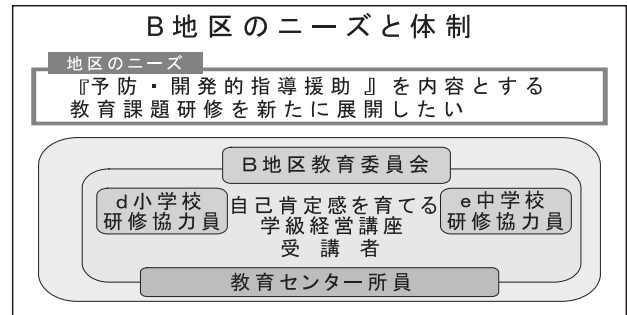 B地区のニーズと体制
地区のニーズ
『予防・開発的指導援助』を内容とする
教育課題研修を新たに展開したい
B地区教育委員会
d小学校
研修協力員
自己肯定感を育てる
学級経営講座
受講者
e中学校
研修協力員
教育センター所員